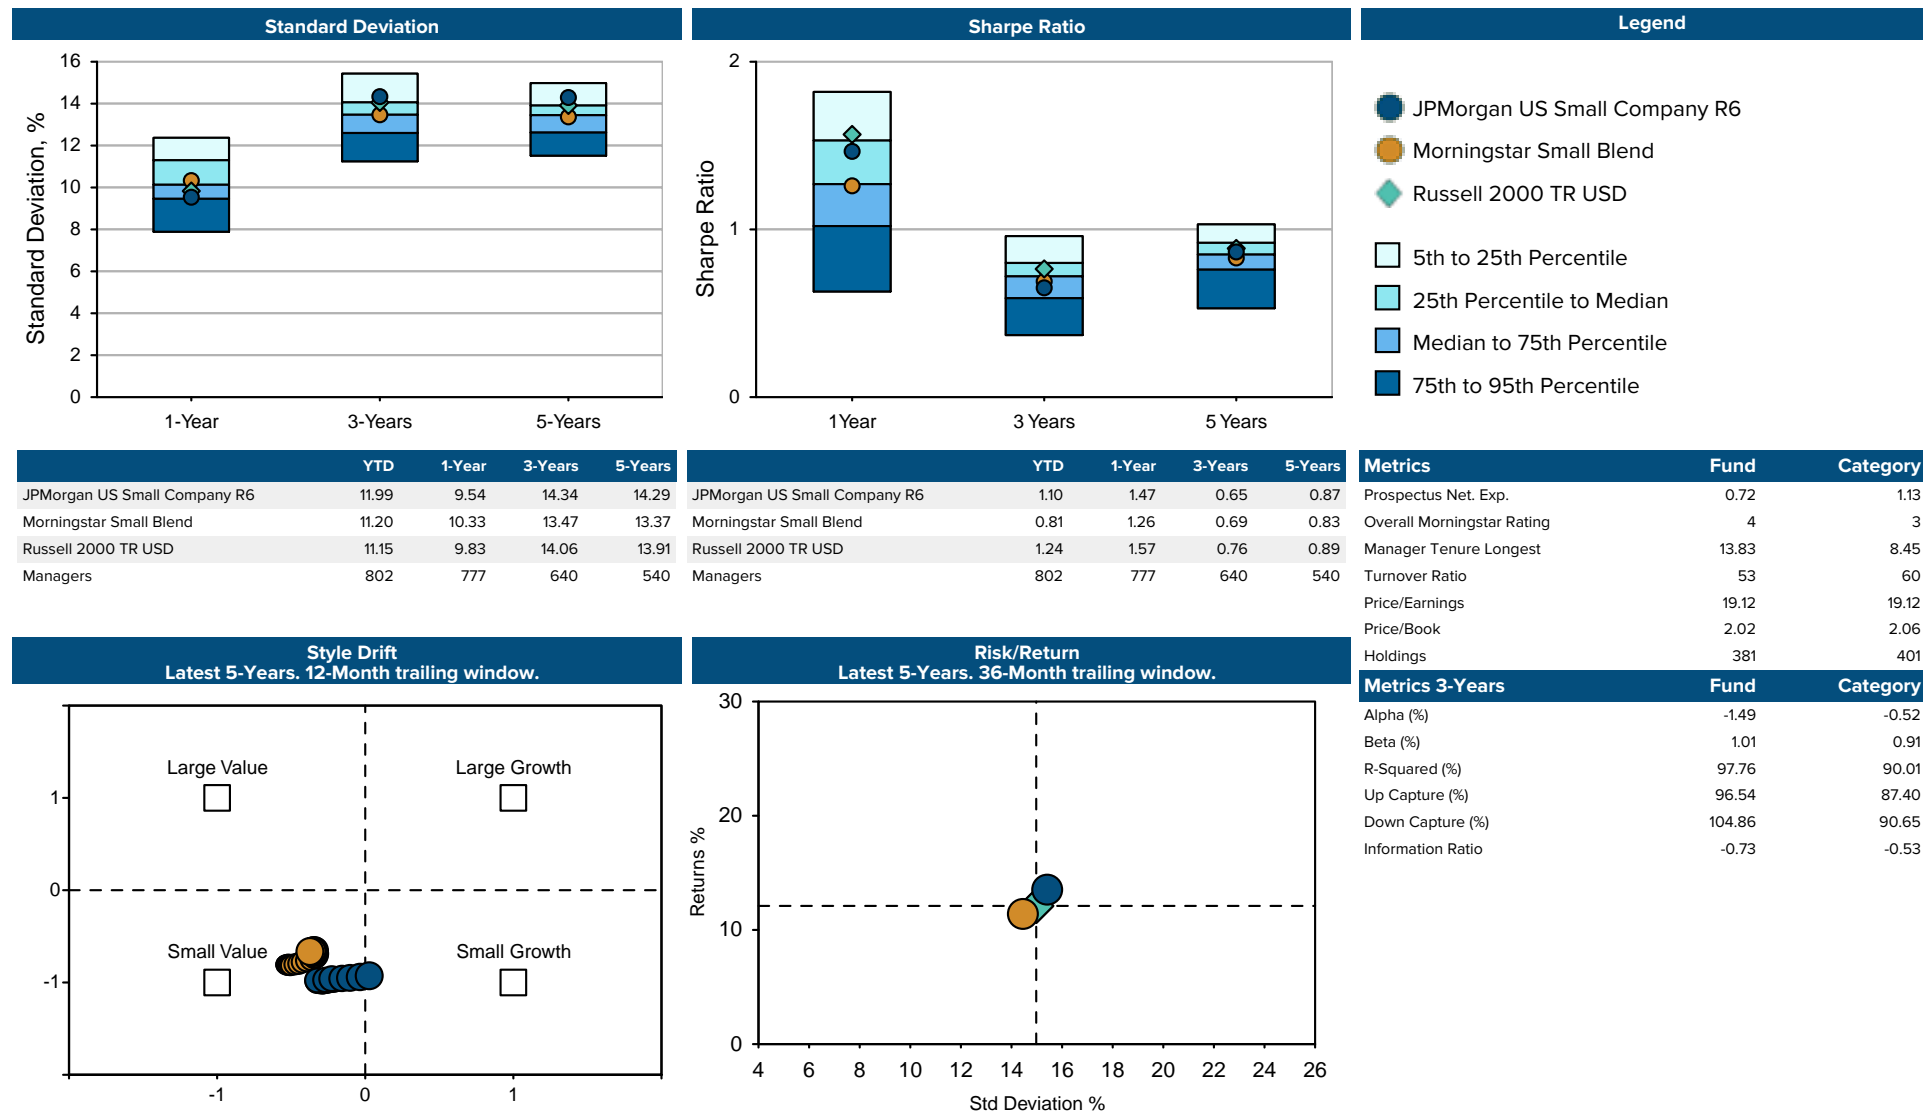 Standard Deviation
16
14
12
10
8
6
4
2
0
Standard Deviation, %
1-Year 3-Years 5-Years
Sharpe Ratio
2
1
0
Sharpe Ratio
1Year 3 Years 5 Years
Legend
JPMorgan US Small Company R6
Morningstar Small Blend
Russell 2000 TR USD
5th to 25th Percentile
25th Percentile to Median
Median to 75th Percentile
75th to 95th Percentile
YTD 1-Year 3-Years 5-Years
JPMorgan US Small Company R6 11.99 9.54 14.34 14.29
Morningstar Small Blend 11.20 10.33 13.47 13.37
Russell 2000 TR USD 11.15 9.83 14.06 13.91
Managers 802 777 640 540
YTD 1-Year 3-Years 5-Years
JPMorgan US Small Company R6 1.10 1.47 0.65 0.87
Morningstar Small Blend 0.81 1.26 0.69 0.83
Russell 2000 TR USD 1.24 1.57 0.76 0.89
Managers 802 777 640 540
Metrics Fund Category
Prospectus Net. Exp. 0.72 1.13
Overall Morningstar Rating 4 3
Manager Tenure Longest 13.83 8.45
Turnover Ratio 53 60
Price/Earnings 19.12 19.12
Price/Book 2.02 2.06
Holdings 381 401
Metrics 3-Years Fund Category
Alpha (%) -1.49 -0.52
Beta (%) 1.01 0.91
R-Squared (%) 97.76 90.01
Up Capture (%) 96.54 87.40
Down Capture (%) 104.86 90.65
Information Ratio -0.73 -0.53
Style Drift
Latest 5-Years. 12-Month trailing window.
Large Value Large Growth
1
0
Small Value Small Growth
-1
-1 0 1
Risk/Return
Latest 5-Years. 36-Month trailing window.
30
20
10
0
Returns %
4 6 8 10 12 14 16 18 20 22 24 26
Std Deviation %